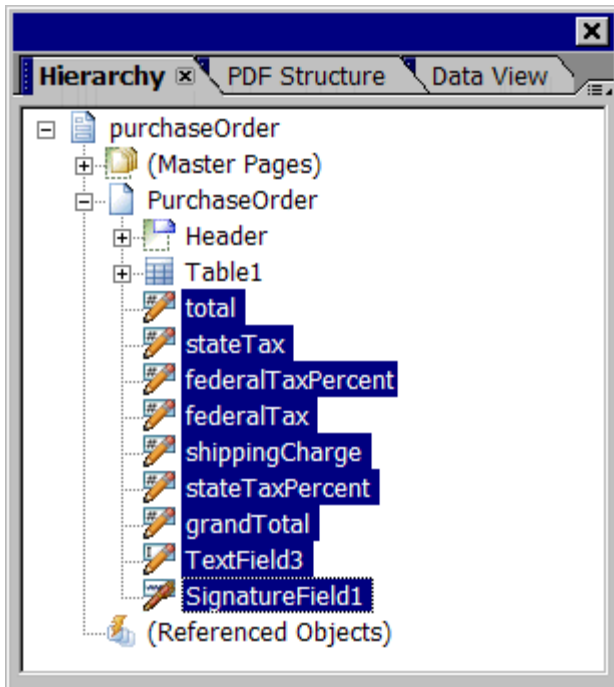 Hierarchy PDF Structure Data View
purchaseOrder
(Master Pages)
PurchaseOrder
Header
Table1
total
stateTax
federalTaxPercent
federalTax
shippingCharge
stateTaxPercent
grandTotal
TextField3
SignatureField1
(Referenced Objects)